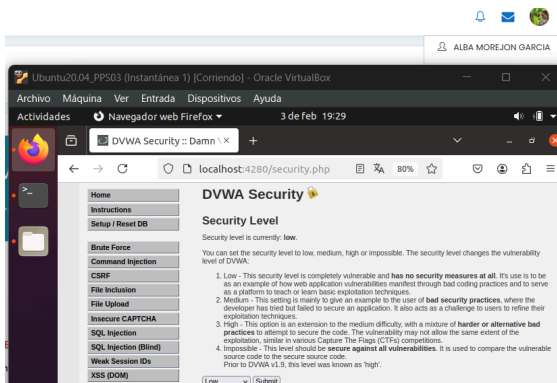 ALBA MOREJON GARCIA
Ubuntu20.04_PPS03 (Instantánea 1) [Corriendo] - Oracle VirtualBox
Archivo Máquina Ver Entrada Dispositivos Ayuda
Actividades Navegador web Firefox 3 de feb 19:29
DVWA Security :: Damn
localhost:4280/security.php 80%
Home
Instructions
Setup / Reset DB
Brute Force
Command Injection
CSRF
File Inclusion
File Upload
Insecure CAPTCHA
SQL Injection
SQL Injection (Blind)
Weak Session IDs
XSS (DOM)
DVWA Security
Security Level
Security level is currently: low.
You can set the security level to low, medium, high or impossible. The security level changes the vulnerability
level of DVWA:
1. Low - This security level is completely vulnerable and has no security measures at all. It's use is to be
as an example of how web application vulnerabilities manifest through bad coding practices and to serve
as a platform to teach or learn basic exploitation techniques.
2. Medium - This setting is mainly to give an example to the user of bad security practices, where the
developer has tried but failed to secure an application. It also acts as a challenge to users to refine their
exploitation techniques.
3. High - This option is an extension to the medium difficulty, with a mixture of harder or alternative bad
practices to attempt to secure the code. The vulnerability may not allow the same extent of the
exploitation, similar in various Capture The Flags (CTFs) competitions.
4. Impossible - This level should be secure against all vulnerabilities. It is used to compare the vulnerable
source code to the secure source code.
Prior to DVWA v1.9, this level was known as 'high'.
Low Submit